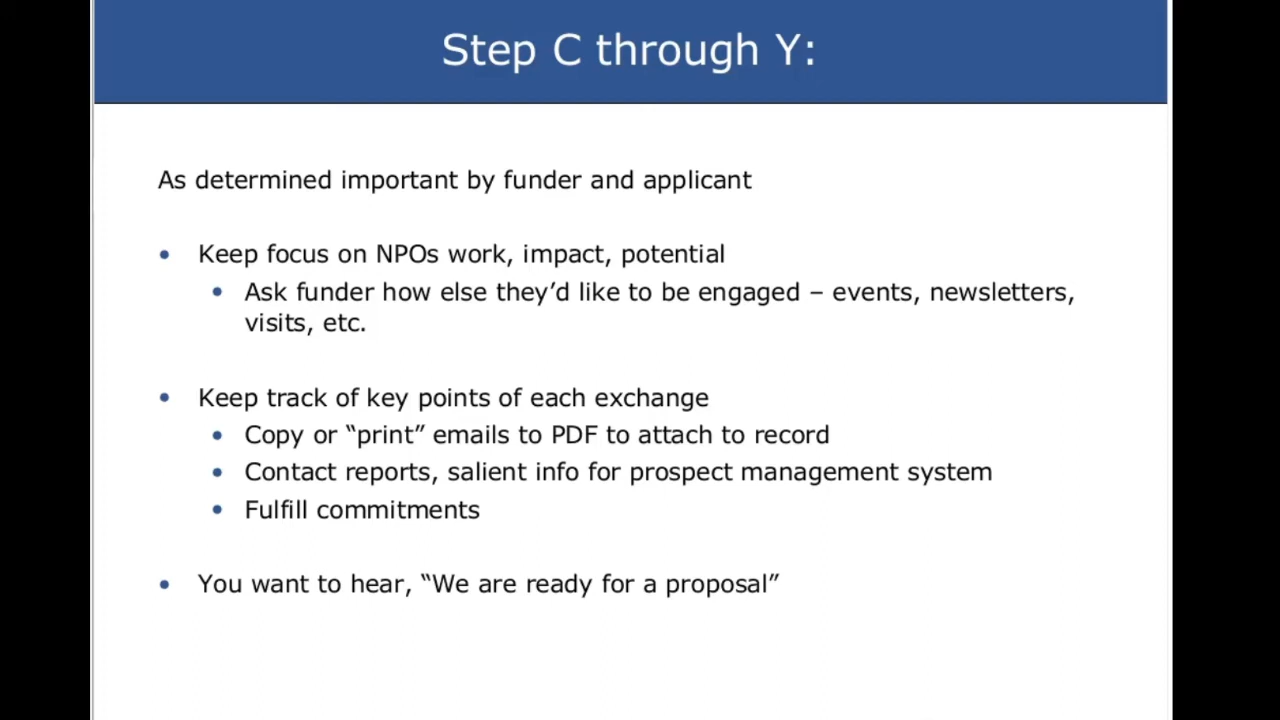 Step C through Y:
As determined important by funder and applicant
• Keep focus on NPOs work, impact, potential
• Ask funder how else they’d like to be engaged – events, newsletters,
visits, etc.
• Keep track of key points of each exchange
• Copy or “print” emails to PDF to attach to record
• Contact reports, salient info for prospect management system
• Fulfill commitments
• You want to hear, “We are ready for a proposal”